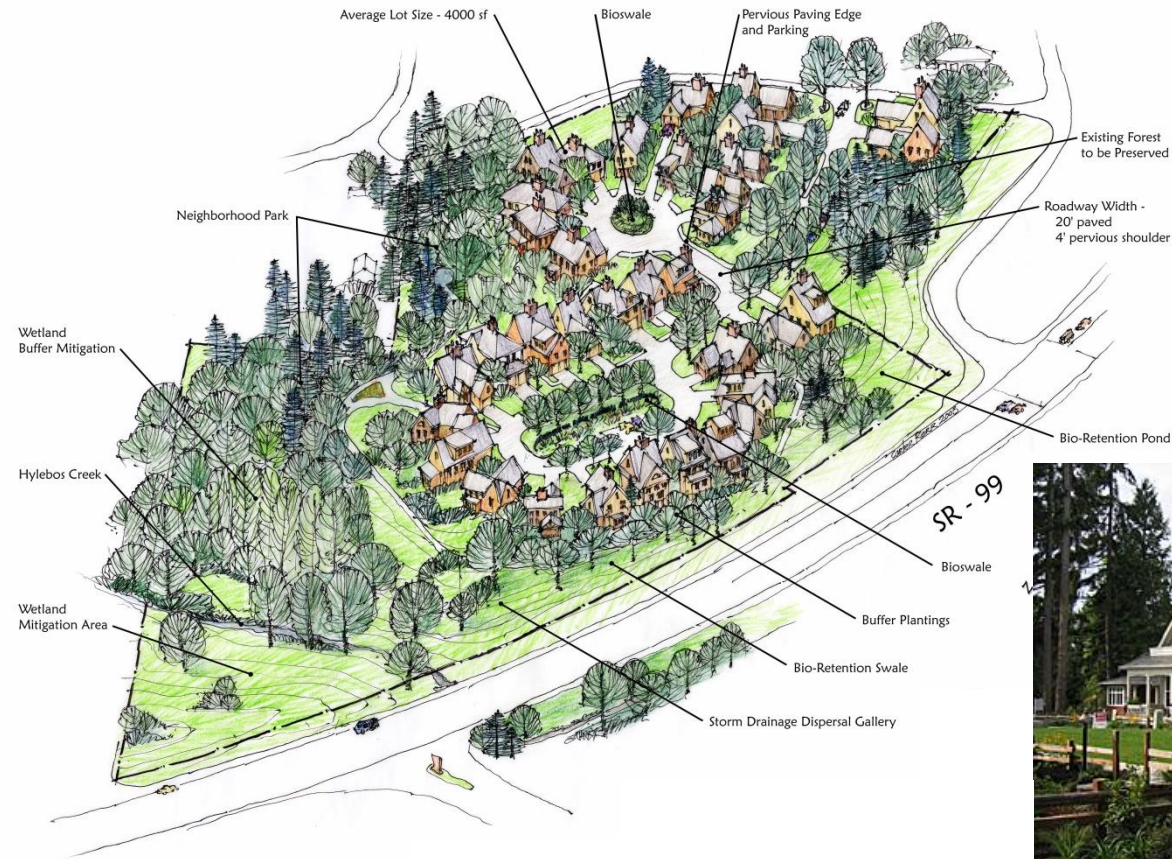 Average Lot Size - 4000 sf
Bioswale
Pervious Paving Edge
and Parking
Existing Forest
to be Preserved
Neighborhood Park
Roadway Width -
20' paved
4' pervious shoulder
Wetland
Buffer Mitigation
Bio-Retention Pond
Hylebos Creek
SR - 99
Bioswale
Wetland
Mitigation Area
Buffer Plantings
Bio-Retention Swale
Storm Drainage Dispersal Gallery